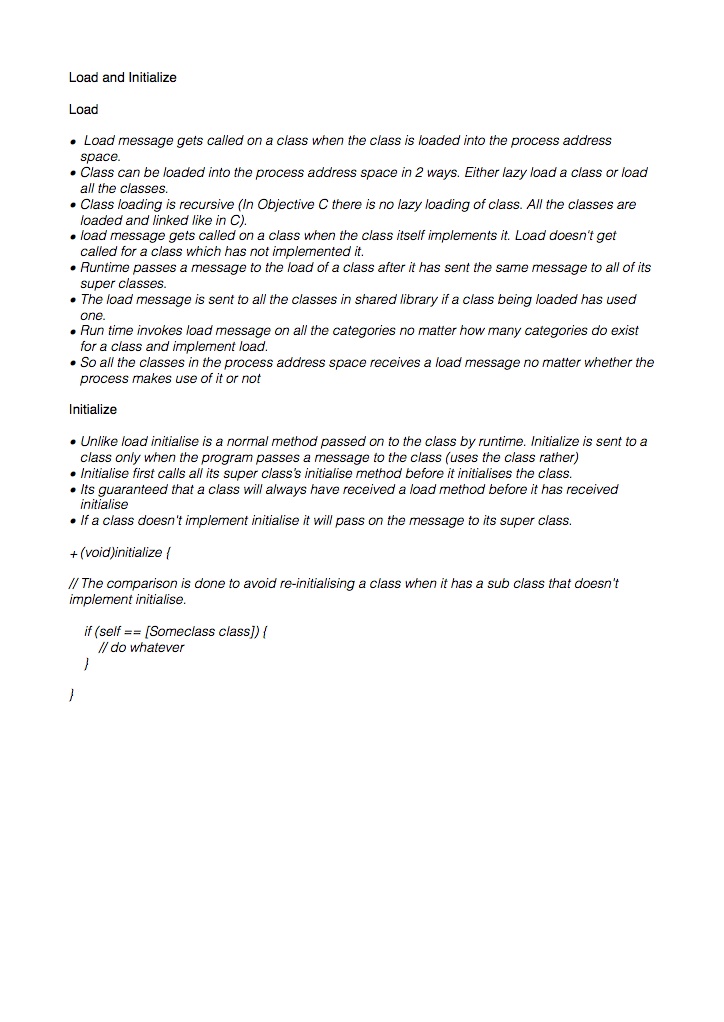 Load and Initialize
Load
• Load message gets called on a class when the class is loaded into the process address
space.
• Class can be loaded into the process address space in 2 ways. Either lazy load a class or load
all the classes.
• Class loading is recursive (In Objective C there is no lazy loading of class. All the classes are
loaded and linked like in C).
• load message gets called on a class when the class itself implements it. Load doesn't get
called for a class which has not implemented it.
• Runtime passes a message to the load of a class after it has sent the same message to all of its
super classes.
• The load message is sent to all the classes in shared library if a class being loaded has used
one.
• Run time invokes load message on all the categories no matter how many categories do exist
for a class and implement load.
• So all the classes in the process address space receives a load message no matter whether the
process makes use of it or not
Initialize
• Unlike load initialise is a normal method passed on to the class by runtime. Initialize is sent to a
class only when the program passes a message to the class (uses the class rather)
• Initialise first calls all its super class's initialise method before it initialises the class.
• Its guaranteed that a class will always have received a load method before it has received
initialise
• If a class doesn't implement initialise it will pass on the message to its super class.
+ (void)initialize {
// The comparison is done to avoid re-initialising a class when it has a sub class that doesn't
implement initialise.
if (self == [Someclass class]) {
// do whatever
}
}